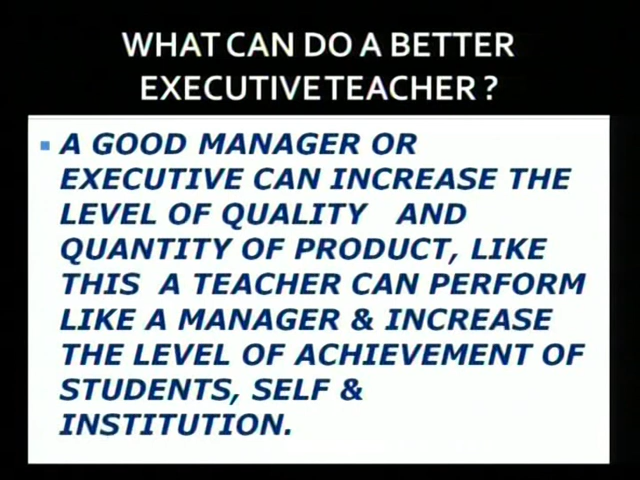 WHAT CAN DO A BETTER
EXECUTIVE TEACHER ?
A GOOD MANAGER OR
EXECUTIVE CAN INCREASE THE
LEVEL OF QUALITY AND
QUANTITY OF PRODUCT, LIKE
THIS A TEACHER CAN PERFORM
LIKE A MANAGER & INCREASE
THE LEVEL OF ACHIEVEMENT OF
STUDENTS, SELF &
INSTITUTION.